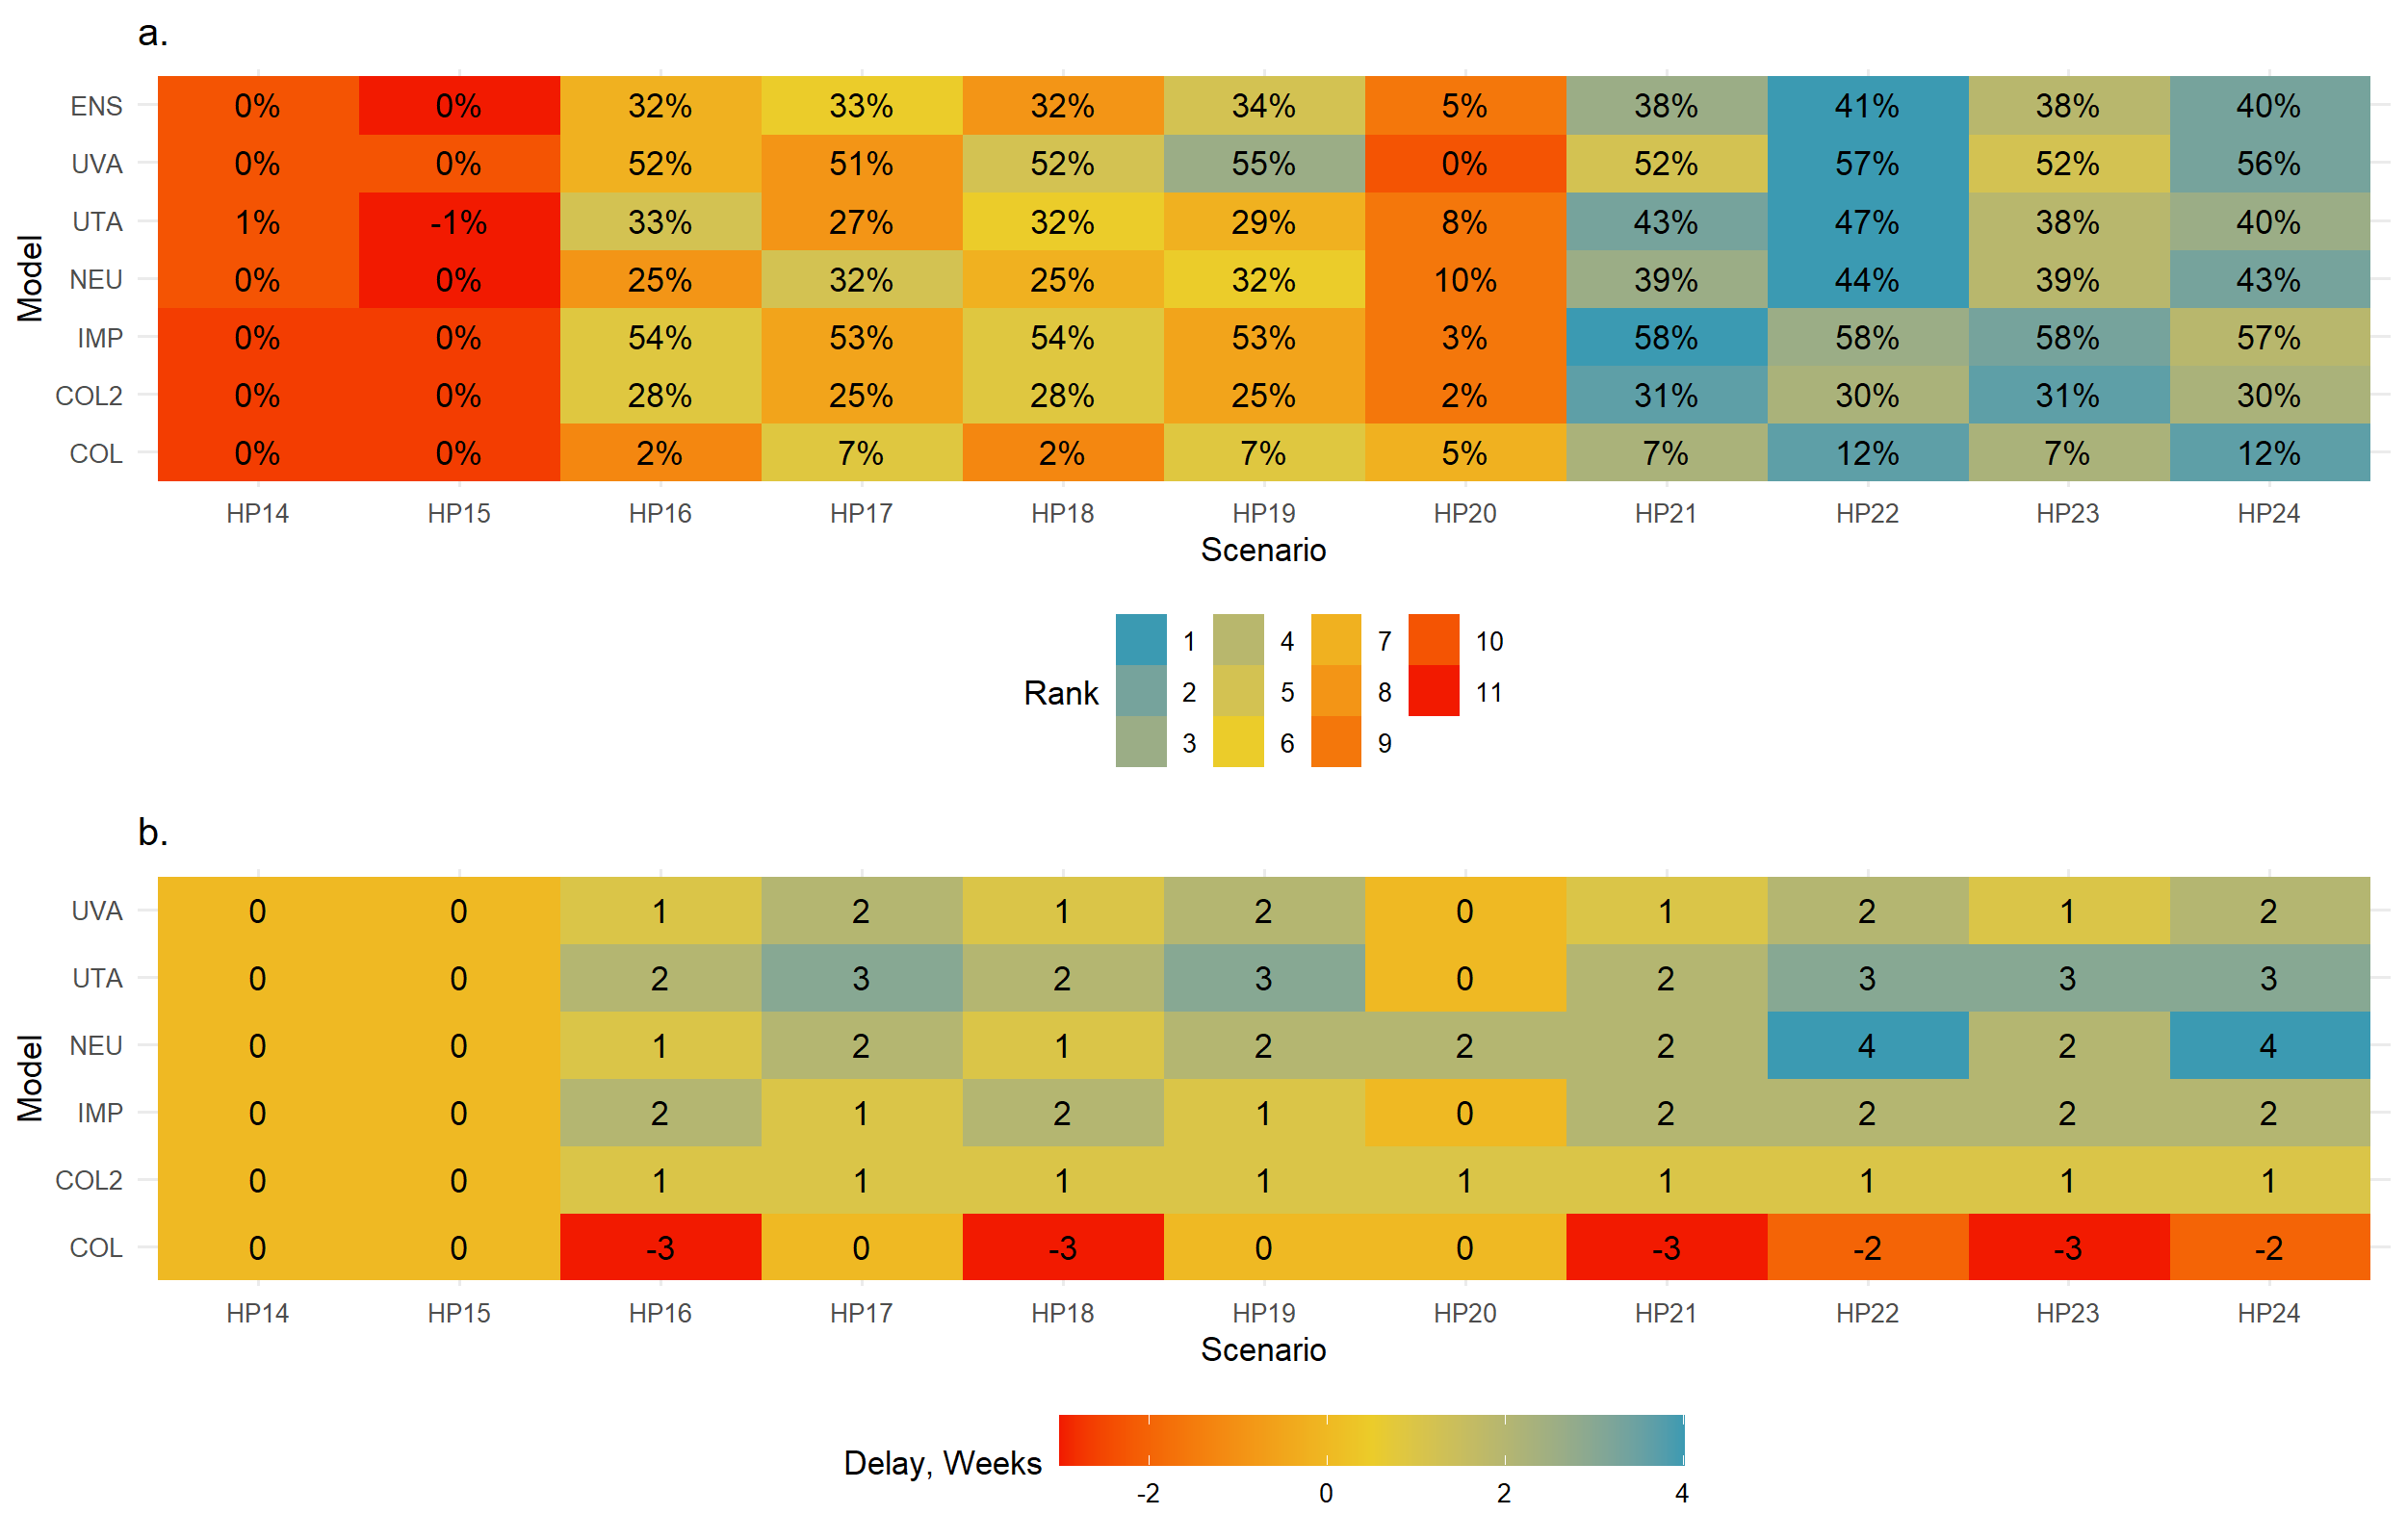 a.
ENS 0% 0% 32% 33% 32% 34% 5% 38% 41% 38% 40%
UVA 0% 0% 52% 51% 52% 55% 0% 52% 57% 52% 56%
UTA 1% -1% 33% 27% 32% 29% 8% 43% 47% 38% 40%
NEU 0% 0% 25% 32% 25% 32% 10% 39% 44% 39% 43%
IMP 0% 0% 54% 53% 54% 53% 3% 58% 58% 58% 57%
COL2 0% 0% 28% 25% 28% 25% 2% 31% 30% 31% 30%
COL 0% 0% 2% 7% 2% 7% 5% 7% 12% 7% 12%
Model
HP14 HP15 HP16 HP17 HP18 HP19 HP20 HP21 HP22 HP23 HP24
Scenario
1 4 7 10
Rank 2 5 8 11
3 6 9
b.
UVA 0 0 1 2 1 2 0 1 2 1 2
UTA 0 0 2 3 2 3 0 2 3 3 3
NEU 0 0 1 2 1 2 2 2 4 2 4
IMP 0 0 2 1 2 1 0 2 2 2 2
COL2 0 0 1 1 1 1 1 1 1 1 1
COL 0 0 -3 0 -3 0 0 -3 -2 -3 -2
Model
HP14 HP15 HP16 HP17 HP18 HP19 HP20 HP21 HP22 HP23 HP24
Scenario
Delay, Weeks
-2 0 2 4